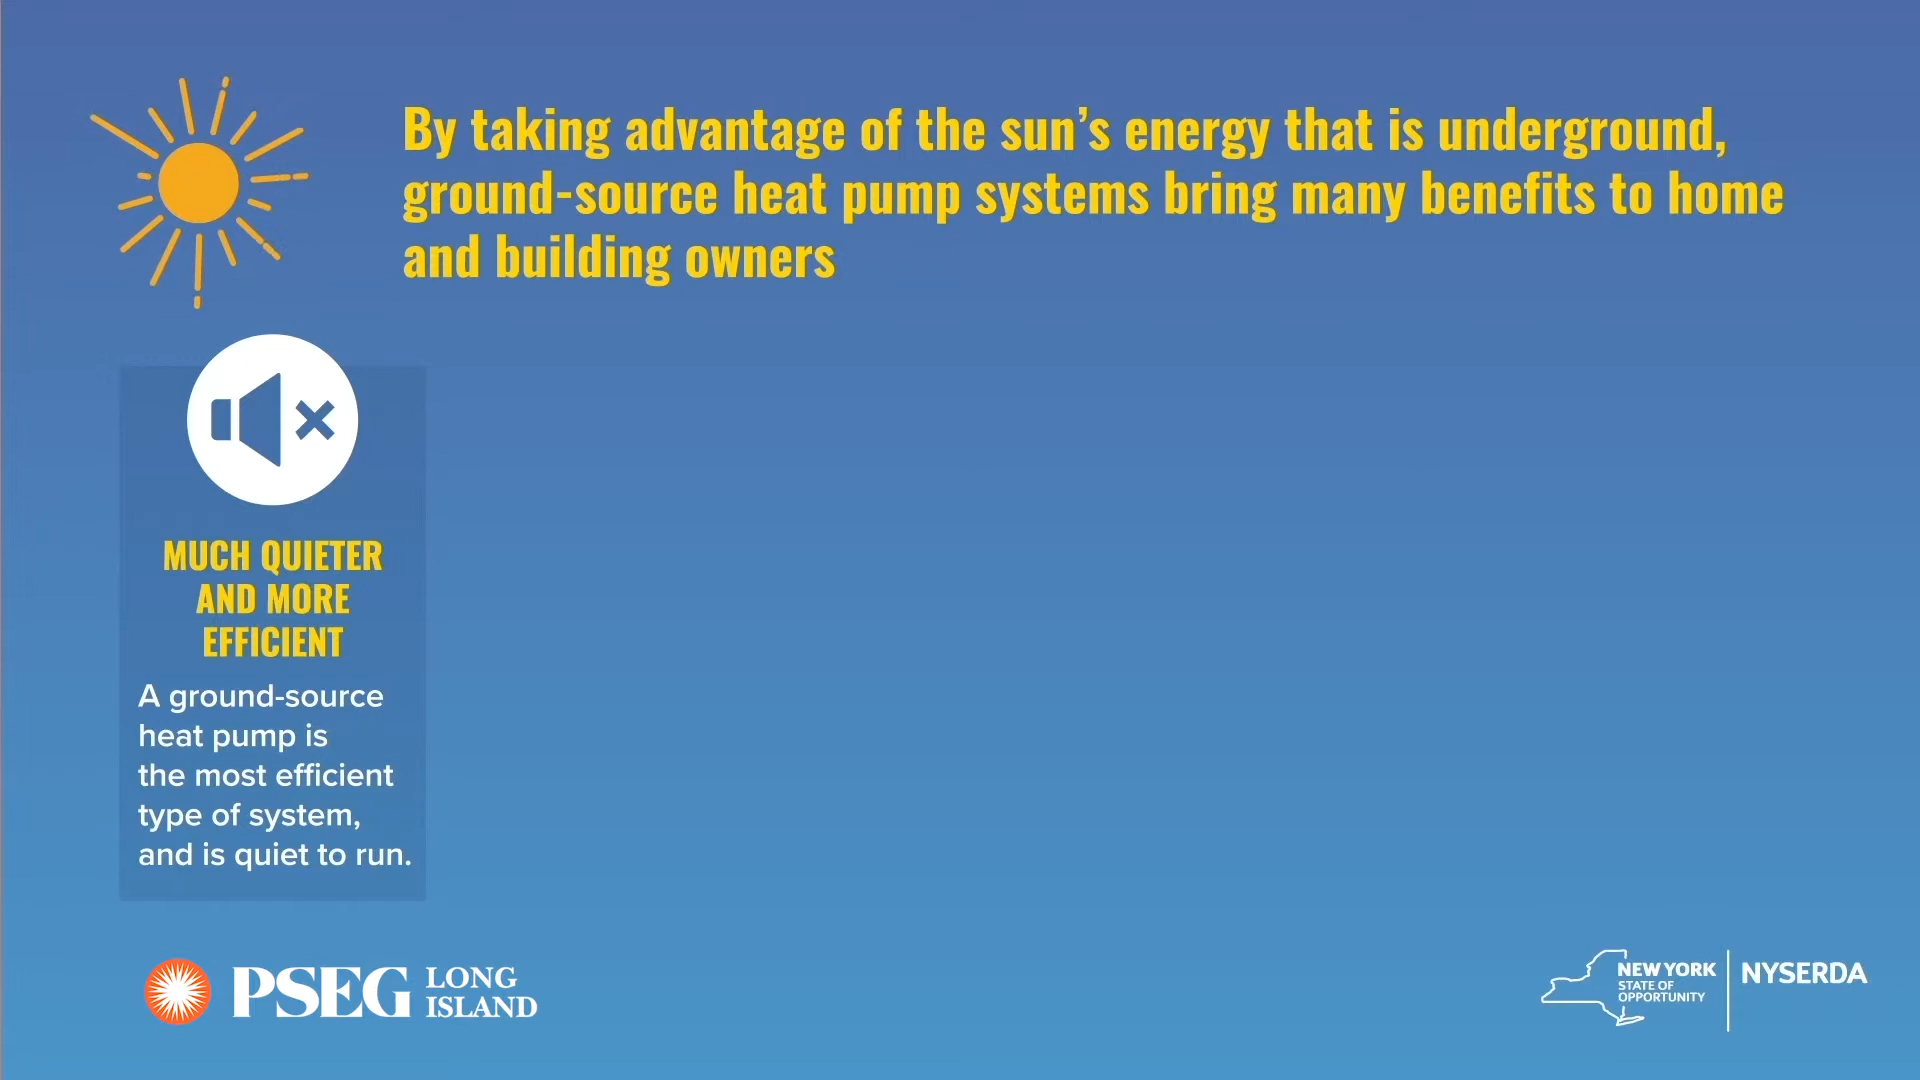 By taking advantage of the sun’s energy that is underground,
ground-source heat pump systems bring many benefits to home
and building owners
MUCH QUIETER
AND MORE
EFFICIENT
A ground-source
heat pump is
the most efficient
type of system,
and is quiet to run.
PSEG LONG
ISLAND
NEW YORK
STATE OF
OPPORTUNITY
NYSERDA